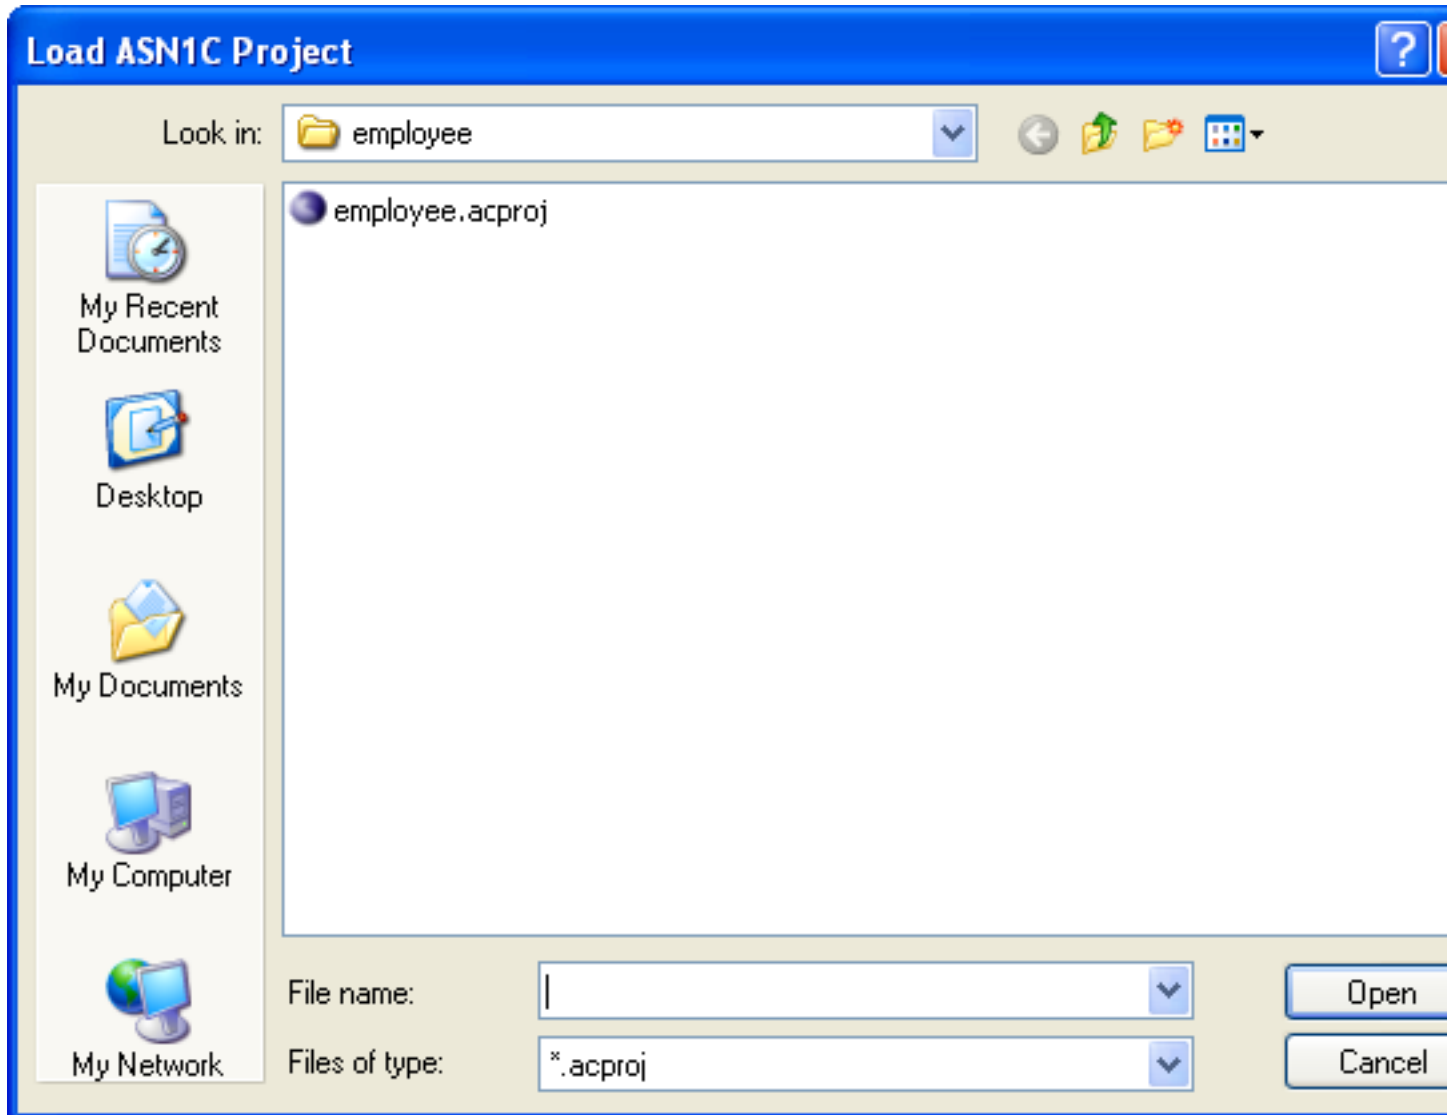 Load ASN1C Project
?
Look in:
employee
employee.acproj
My Recent
Documents
Desktop
My Documents
My Computer
My Network
File name:
Open
Files of type:
*.acproj
Cancel